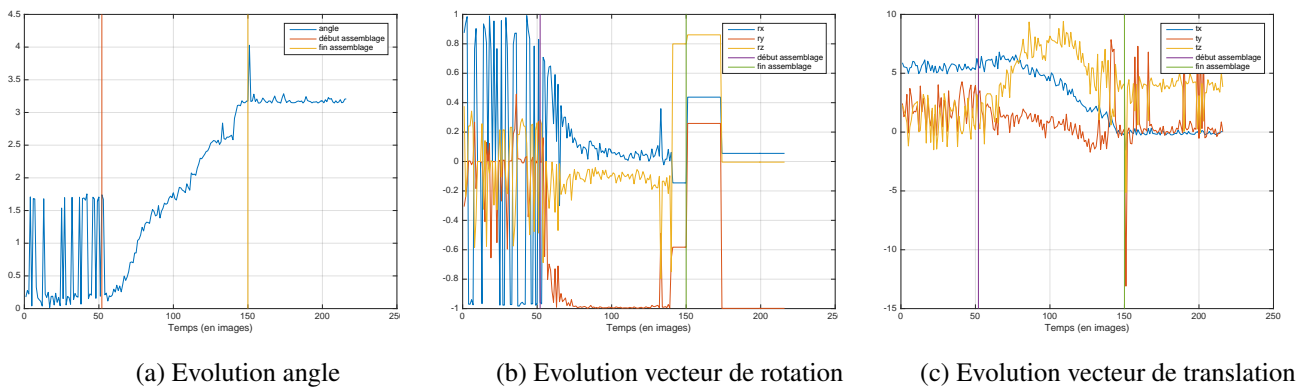 4.5
4
3.5
3
2.5
2
1.5
1
0.5
0
0 50 100 150 200 25
Temps (en images)
angle
début assemblage
fin assemblage
1
0.8
0.6
0.4
0.2
0
-0.2
-0.4
-0.6
-0.8
-1
0 50 100 150 200 25
Temps (en images)
rx
ry
rz
début assemblage
fin assemblage
10
5
0
-5
-10
-15
0 50 100 150 200 250
Temps (en images)
tx
ty
tz
début assemblage
fin assemblage
(a) Evolution angle
(b) Evolution vecteur de rotation
(c) Evolution vecteur de translation